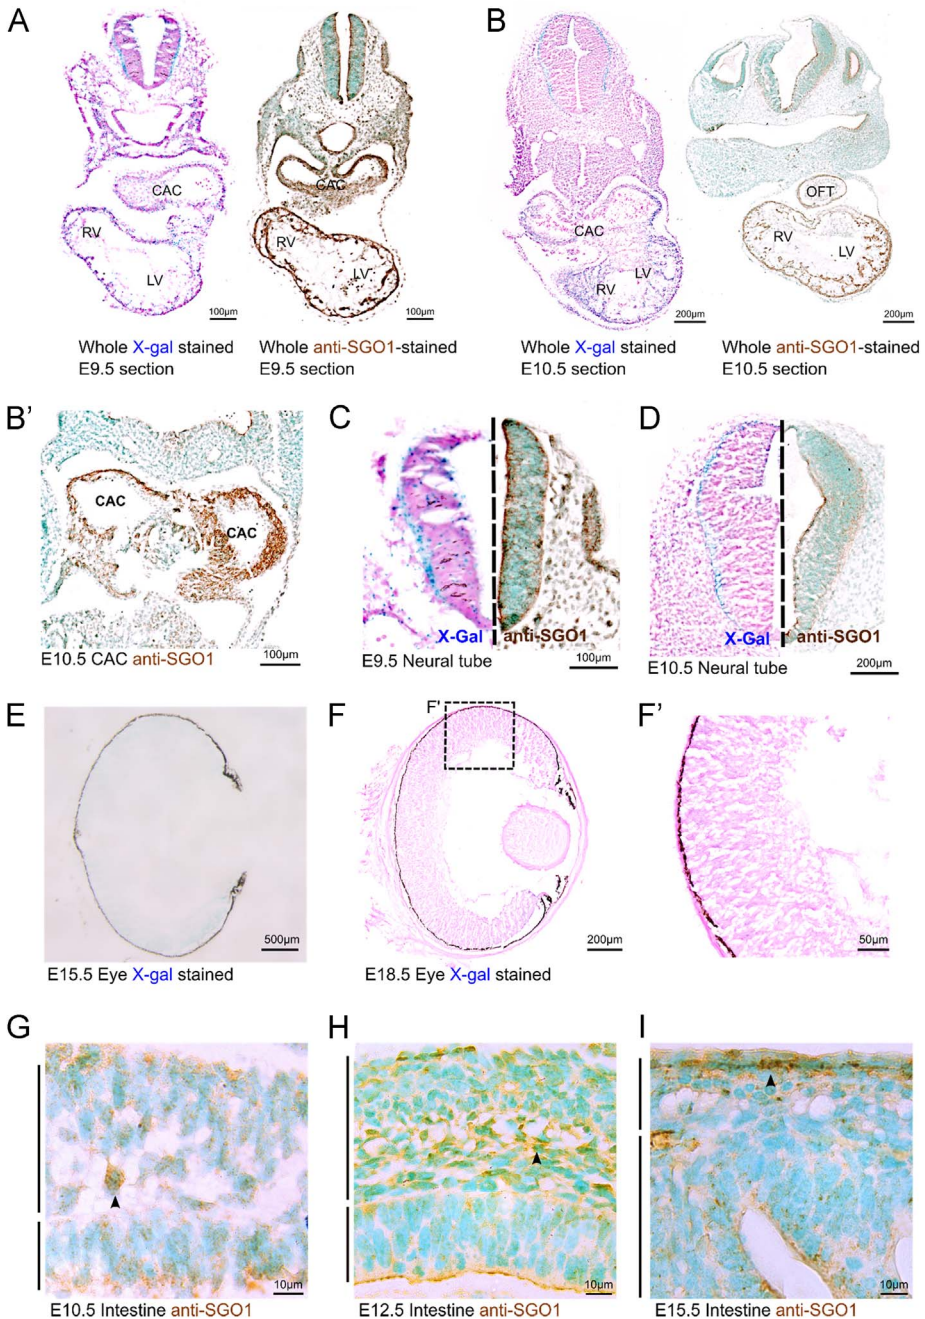 A
B
CAC
RV
LV
100µm
CAC
RV
LV
100µm
CAC
LV
RV
200µm
OFT
RV
LV
200µm
Whole X-gal stained
E9.5 section
Whole anti-SGO1-stained
E9.5 section
Whole X-gal stained
E10.5 section
Whole anti-SGO1-stained
E10.5 section
B’
C
D
CAC
CAC
E10.5 CAC anti-SGO1
100µm
X-Gal
anti-SGO1
E9.5 Neural tube
100µm
X-Gal
anti-SGO1
E10.5 Neural tube
200µm
E
F
F’
F'
500µm
E15.5 Eye X-gal stained
200µm
E18.5 Eye X-gal stained
50µm
G
H
I
10µm
10µm
10µm
E10.5 Intestine anti-SGO1
E12.5 Intestine anti-SGO1
E15.5 Intestine anti-SGO1